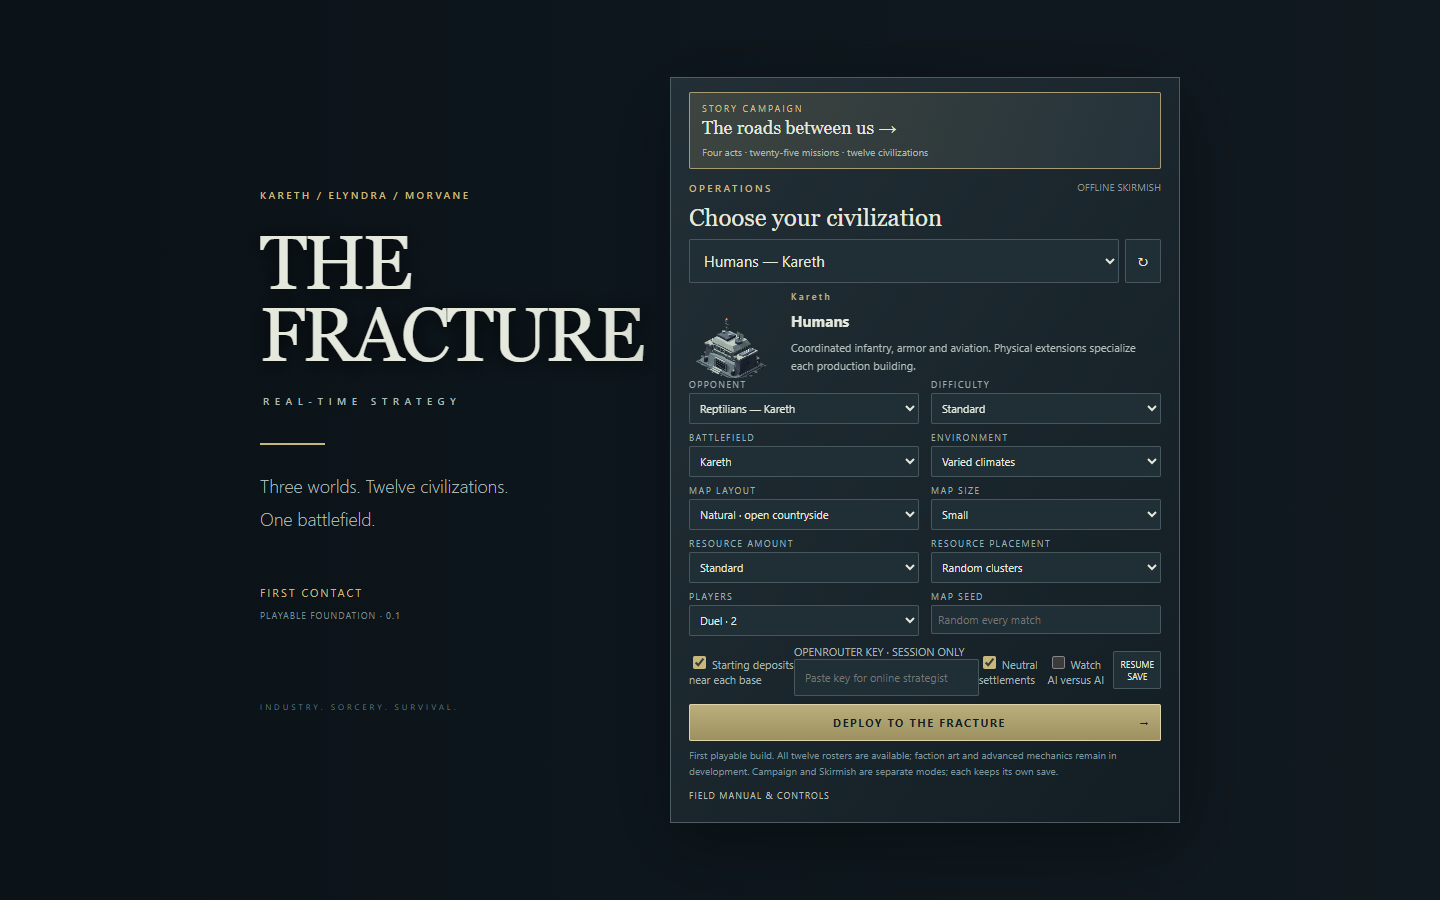 KARETH / ELYNDRA / MORVANE
THE
FRACTURE
REAL-TIME STRATEGY
Three worlds. Twelve civilizations.
One battlefield.
FIRST CONTACT
PLAYABLE FOUNDATION · 0.1
INDUSTRY. SORCERY. SURVIVAL.
STORY CAMPAIGN
The roads between us →
Four acts · twenty-five missions · twelve civilizations
OPERATIONS
OFFLINE SKIRMISH
Choose your civilization
Humans — Kareth
↻
Kareth
Humans
Coordinated infantry, armor and aviation. Physical extensions specialize
each production building.
OPPONENT
DIFFICULTY
Reptilians — Kareth
Standard
BATTLEFIELD
ENVIRONMENT
Kareth
Varied climates
MAP LAYOUT
MAP SIZE
Natural · open countryside
Small
RESOURCE AMOUNT
RESOURCE PLACEMENT
Standard
Random clusters
PLAYERS
MAP SEED
Duel · 2
Random every match
Starting deposits
near each base
OPENROUTER KEY · SESSION ONLY
Paste key for online strategist
Neutral
settlements
Watch
AI versus AI
RESUME
SAVE
DEPLOY TO THE FRACTURE →
First playable build. All twelve rosters are available; faction art and advanced mechanics remain in
development. Campaign and Skirmish are separate modes; each keeps its own save.
FIELD MANUAL & CONTROLS